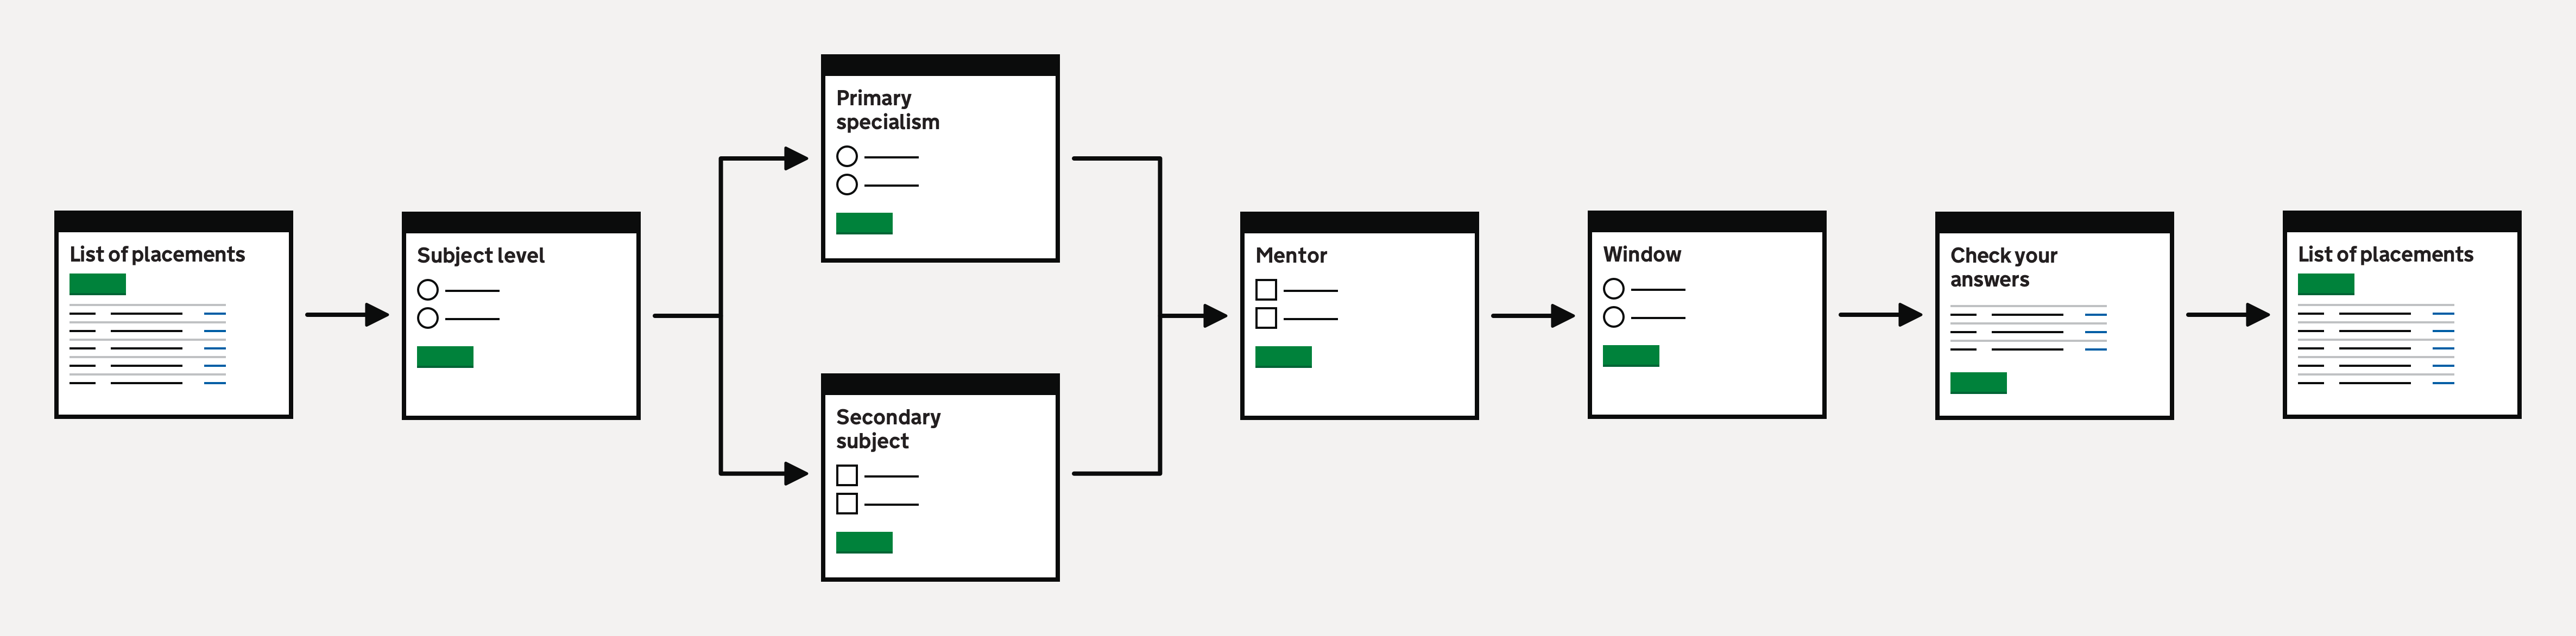 List of placements
Subject level
Primary
specialism
Secondary
subject
Mentor
Window
Check your
answers
List of placements